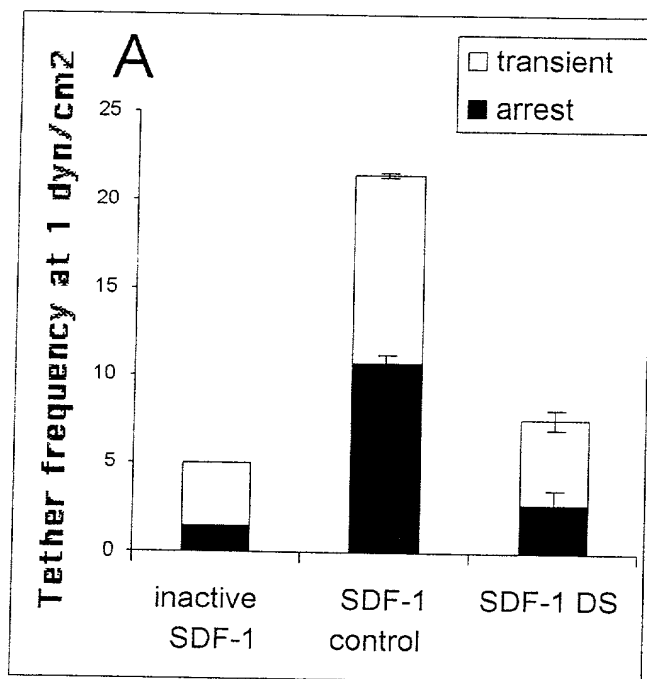 A
transient
arrest
Tether frequency at 1 dyn/cm2
25
20
15
10
5
0
inactive
SDF-1
SDF-1
control
SDF-1 DS